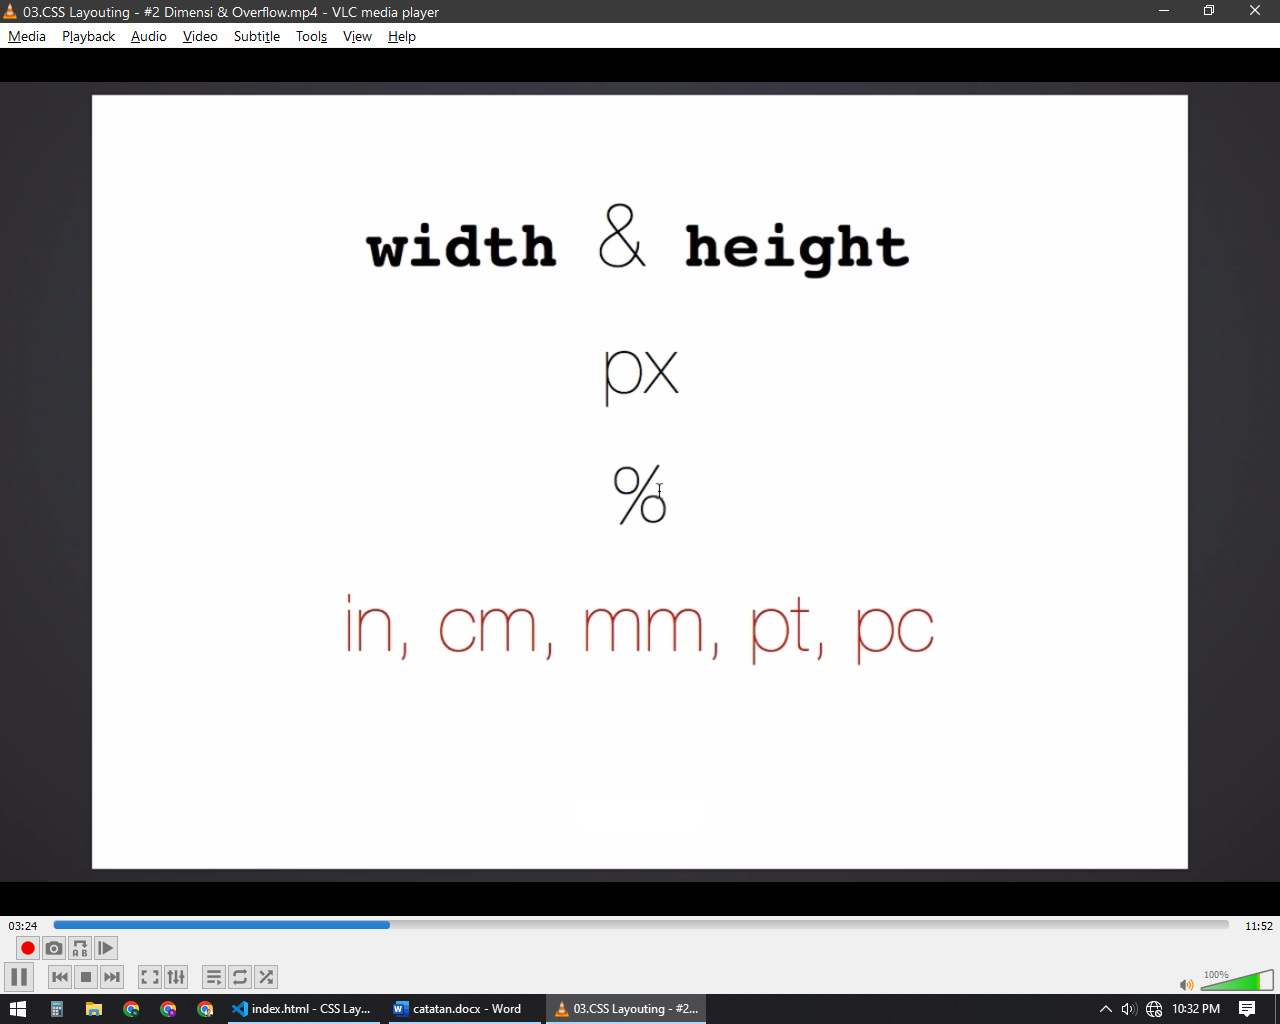 03.CSS Layouting - #2 Dimensi & Overflow.mp4 - VLC media player
Media Playback Audio Video Subtitle Tools View Help
width & height
px
%
in, cm, mm, pt, pc
03:24 11:52
A B
100%
index.html - CSS Lay... catatan.docx - Word 03.CSS Layouting - #2... 10:32 PM